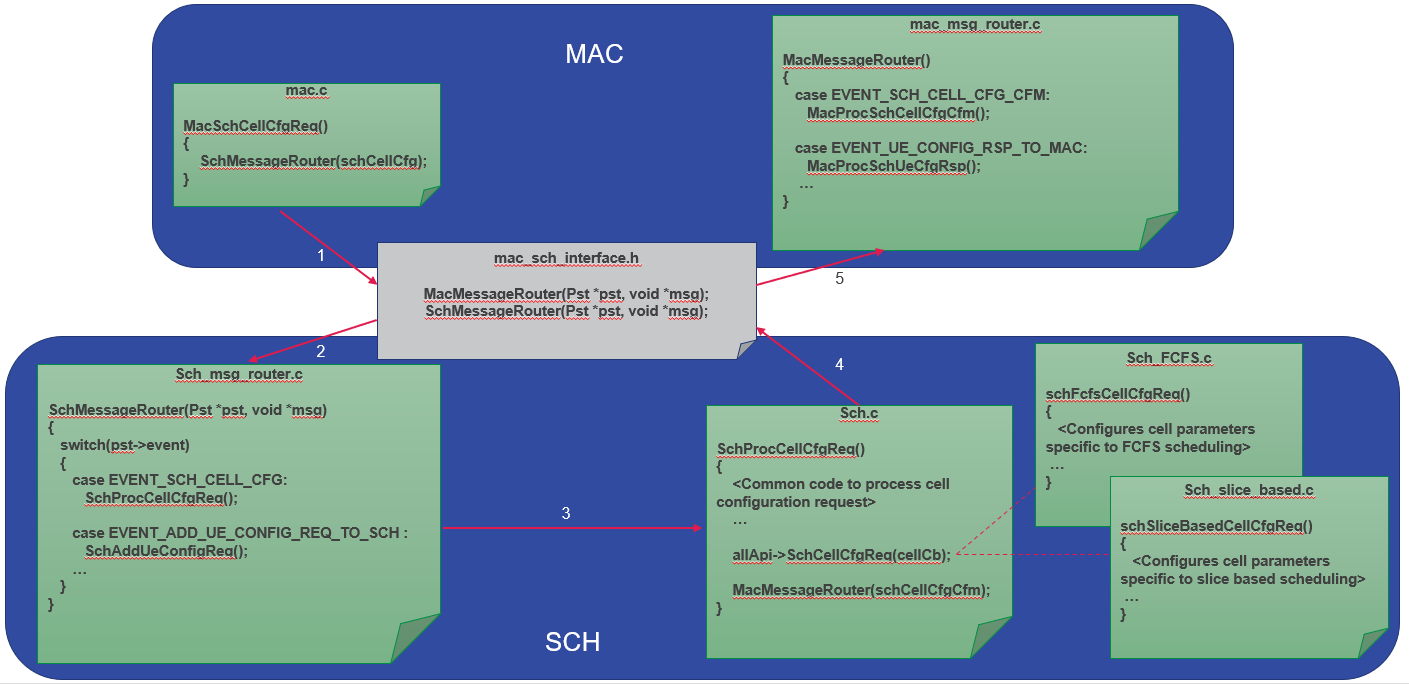 MAC
mac.c
MacSchCellCfgReq()
{
SchMessageRouter(schCellCfg);
}
mac_msg_router.c
MacMessageRouter()
{
case EVENT_SCH_CELL_CFG_CFM:
MacProcSchCellCfgCfm();
case EVENT_UE_CONFIG_RSP_TO_MAC:
MacProcSchUeCfgRsp();
...
}
1
mac_sch_interface.h
MacMessageRouter(Pst *pst, void *msg);
SchMessageRouter(Pst *pst, void *msg);
5
2
4
Sch_msg_router.c
SchMessageRouter(Pst *pst, void *msg)
{
switch(pst->event)
{
case EVENT_SCH_CELL_CFG:
SchProcCellCfgReq();
case EVENT_ADD_UE_CONFIG_REQ_TO_SCH :
SchAddUeConfigReq();
...
}
}
3
Sch.c
SchProcCellCfgReq()
{
<Common code to process cell
configuration request>
...
allApi->SchCellCfgReq(cellCb);
MacMessageRouter(schCellCfgCfm);
}
Sch_FCFS.c
schFcfsCellCfgReq()
{
<Configures cell parameters
specific to FCFS scheduling>
...
}
Sch_slice_based.c
schSliceBasedCellCfgReq()
{
<Configures cell parameters
specific to slice based scheduling>
...
}
SCH